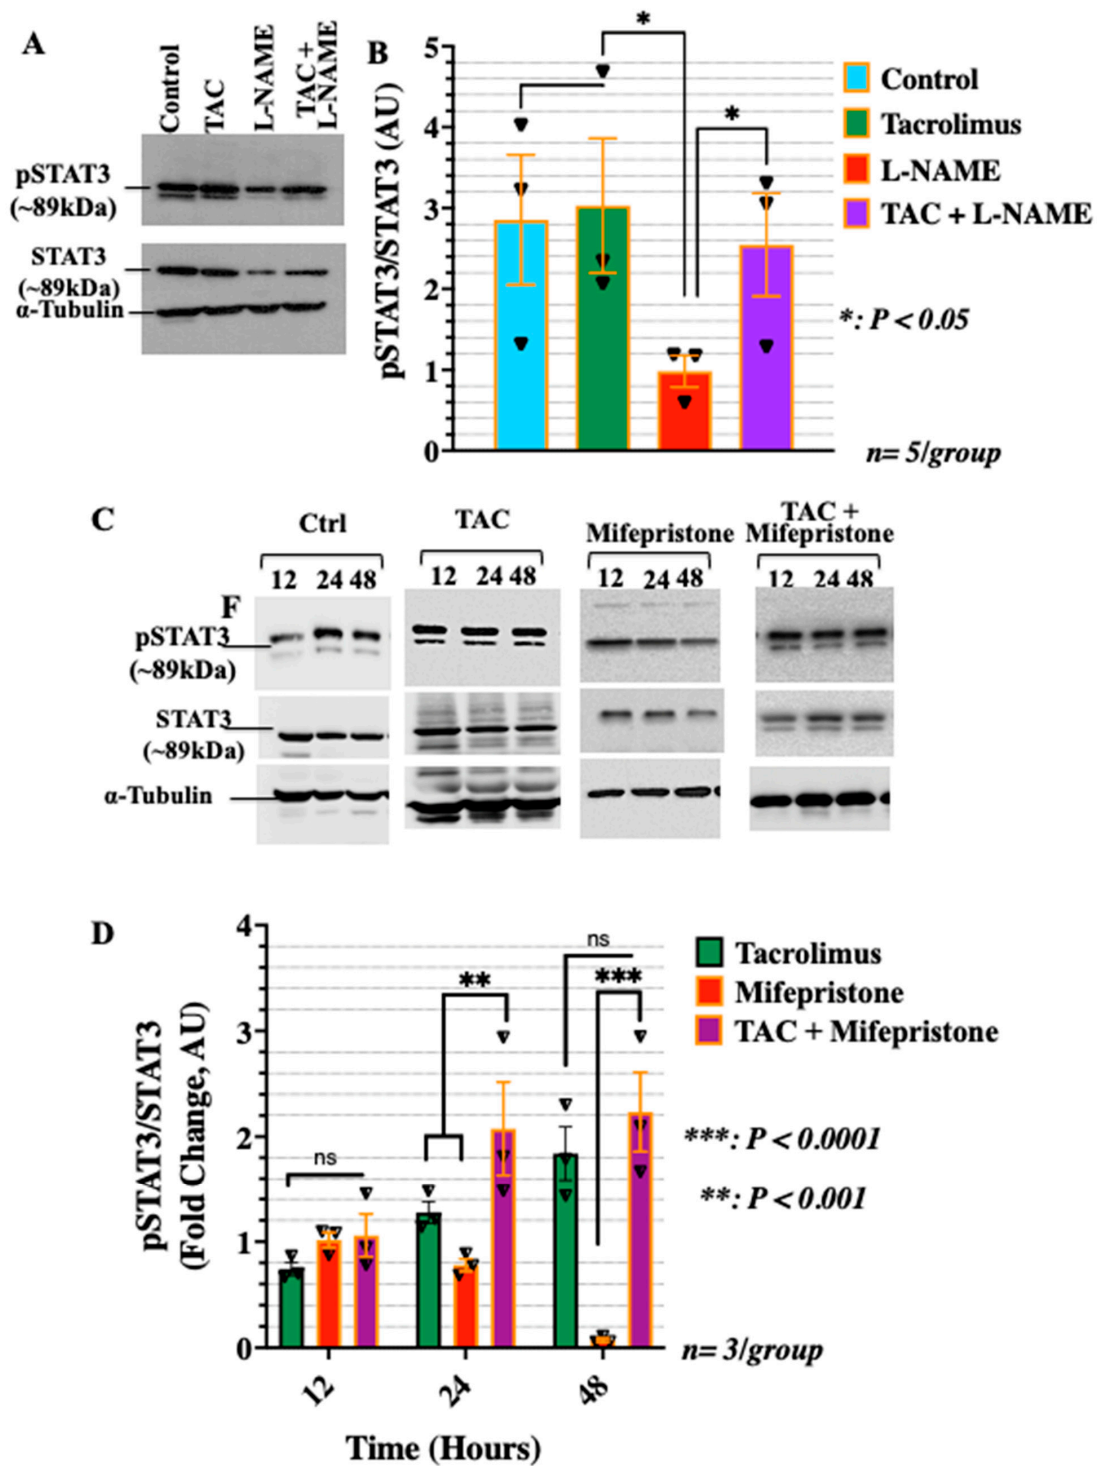 A
Control
TAC
L-NAME
TAC +
L-NAME
pSTAT3
(~89kDa)
STAT3
(~89kDa)
α-Tubulin
B
pSTAT3/STAT3 (AU)
5
4
3
2
1
0
*
*
Control
Tacrolimus
L-NAME
TAC + L-NAME
*: P < 0.05
n= 5/group
C
Ctrl
TAC
Mifepristone
TAC +
Mifepristone
12 24 48
12 24 48
12 24 48
12 24 48
F
pSTAT3
(~89kDa)
STAT3
(~89kDa)
α-Tubulin
D
pSTAT3/STAT3
(Fold Change, AU)
4
3
2
1
0
ns
**
ns
***
Tacrolimus
Mifepristone
TAC + Mifepristone
***: P < 0.0001
**: P < 0.001
n= 3/group
12
24
48
Time (Hours)